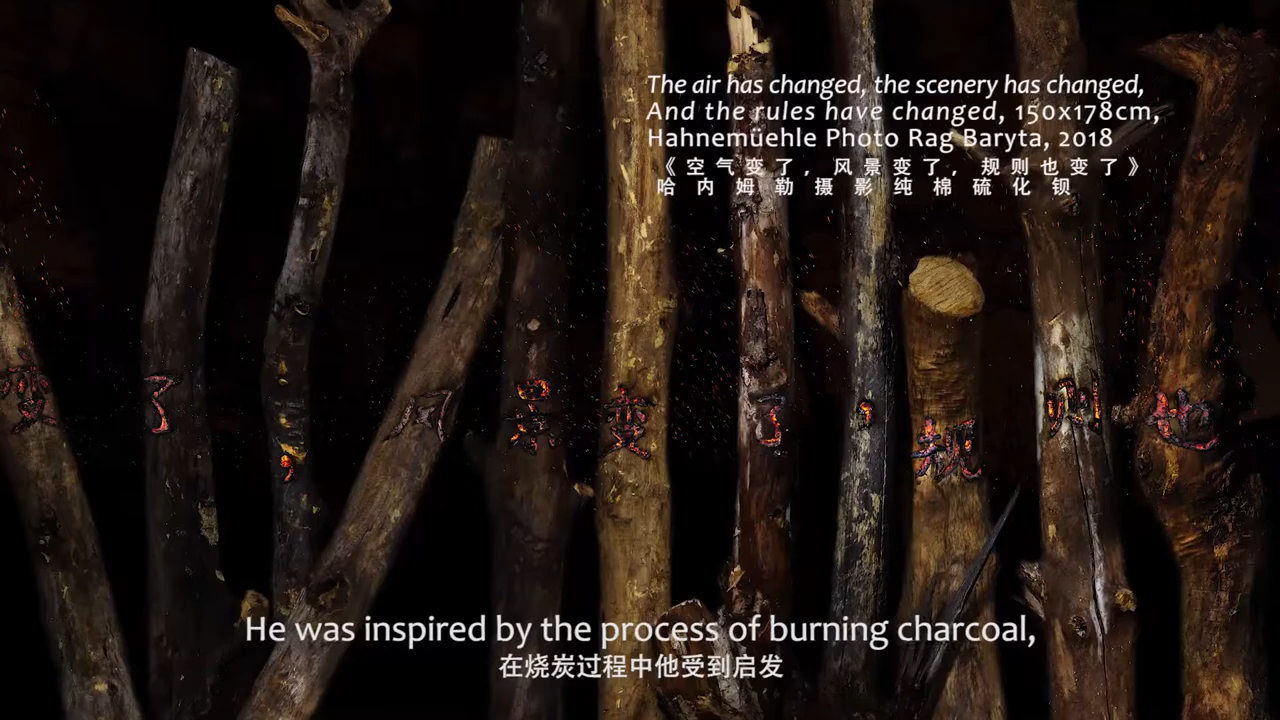 The air has changed, the scenery has changed,
And the rules have changed, 150x178cm,
Hahnemüehle Photo Rag Baryta, 2018
《空气变了，风景变了，规则也变了》
哈内姆勒摄影纯棉硫化钡
变了，风景变了，规则也
He was inspired by the process of burning charcoal,
在烧炭过程中他受到启发